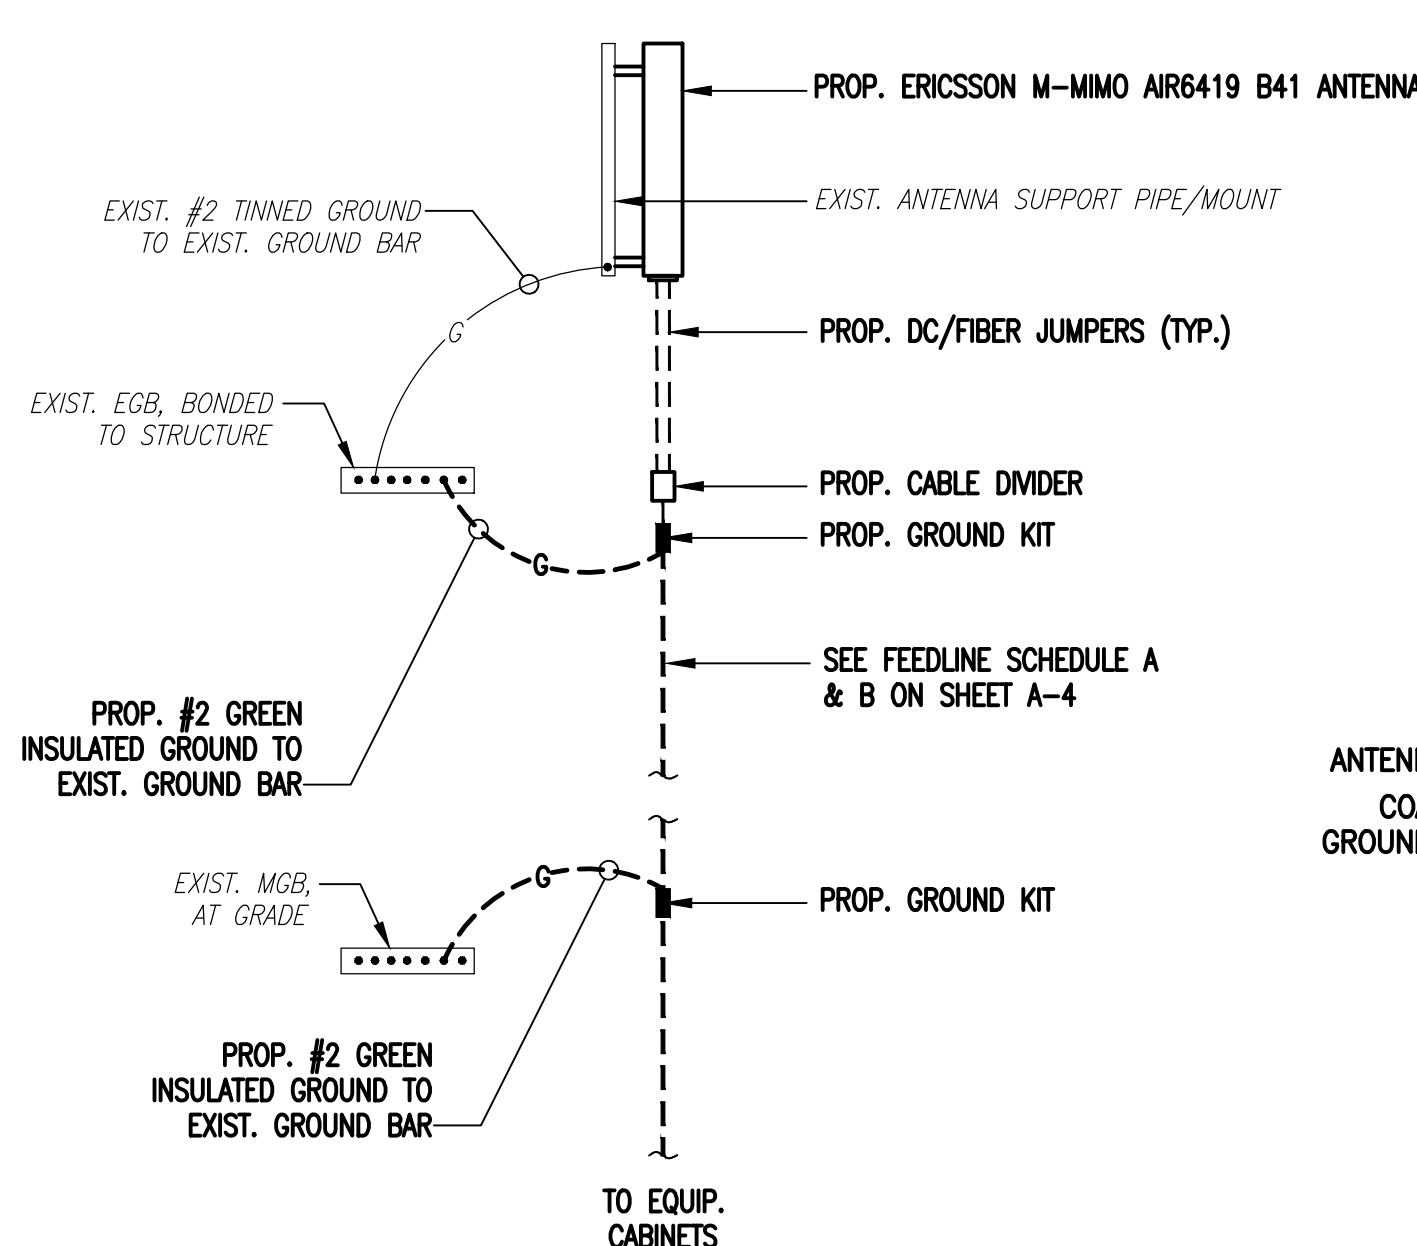 PROP. ERICSSON M-MIMO AIR6419 B41 ANTENNA
EXIST. ANTENNA SUPPORT PIPE/MOUNT
EXIST. #2 TINNED GROUND
TO EXIST. GROUND BAR
G
PROP. DC/FIBER JUMPERS (TYP.)
EXIST. EGB, BONDED
TO STRUCTURE
PROP. CABLE DIVIDER
PROP. GROUND KIT
G
SEE FEEDLINE SCHEDULE A
& B ON SHEET A-4
PROP. #2 GREEN
INSULATED GROUND TO
EXIST. GROUND BAR
EXIST. MGB,
AT GRADE
G
PROP. GROUND KIT
PROP. #2 GREEN
INSULATED GROUND TO
EXIST. GROUND BAR
TO EQUIP.
CABINETS